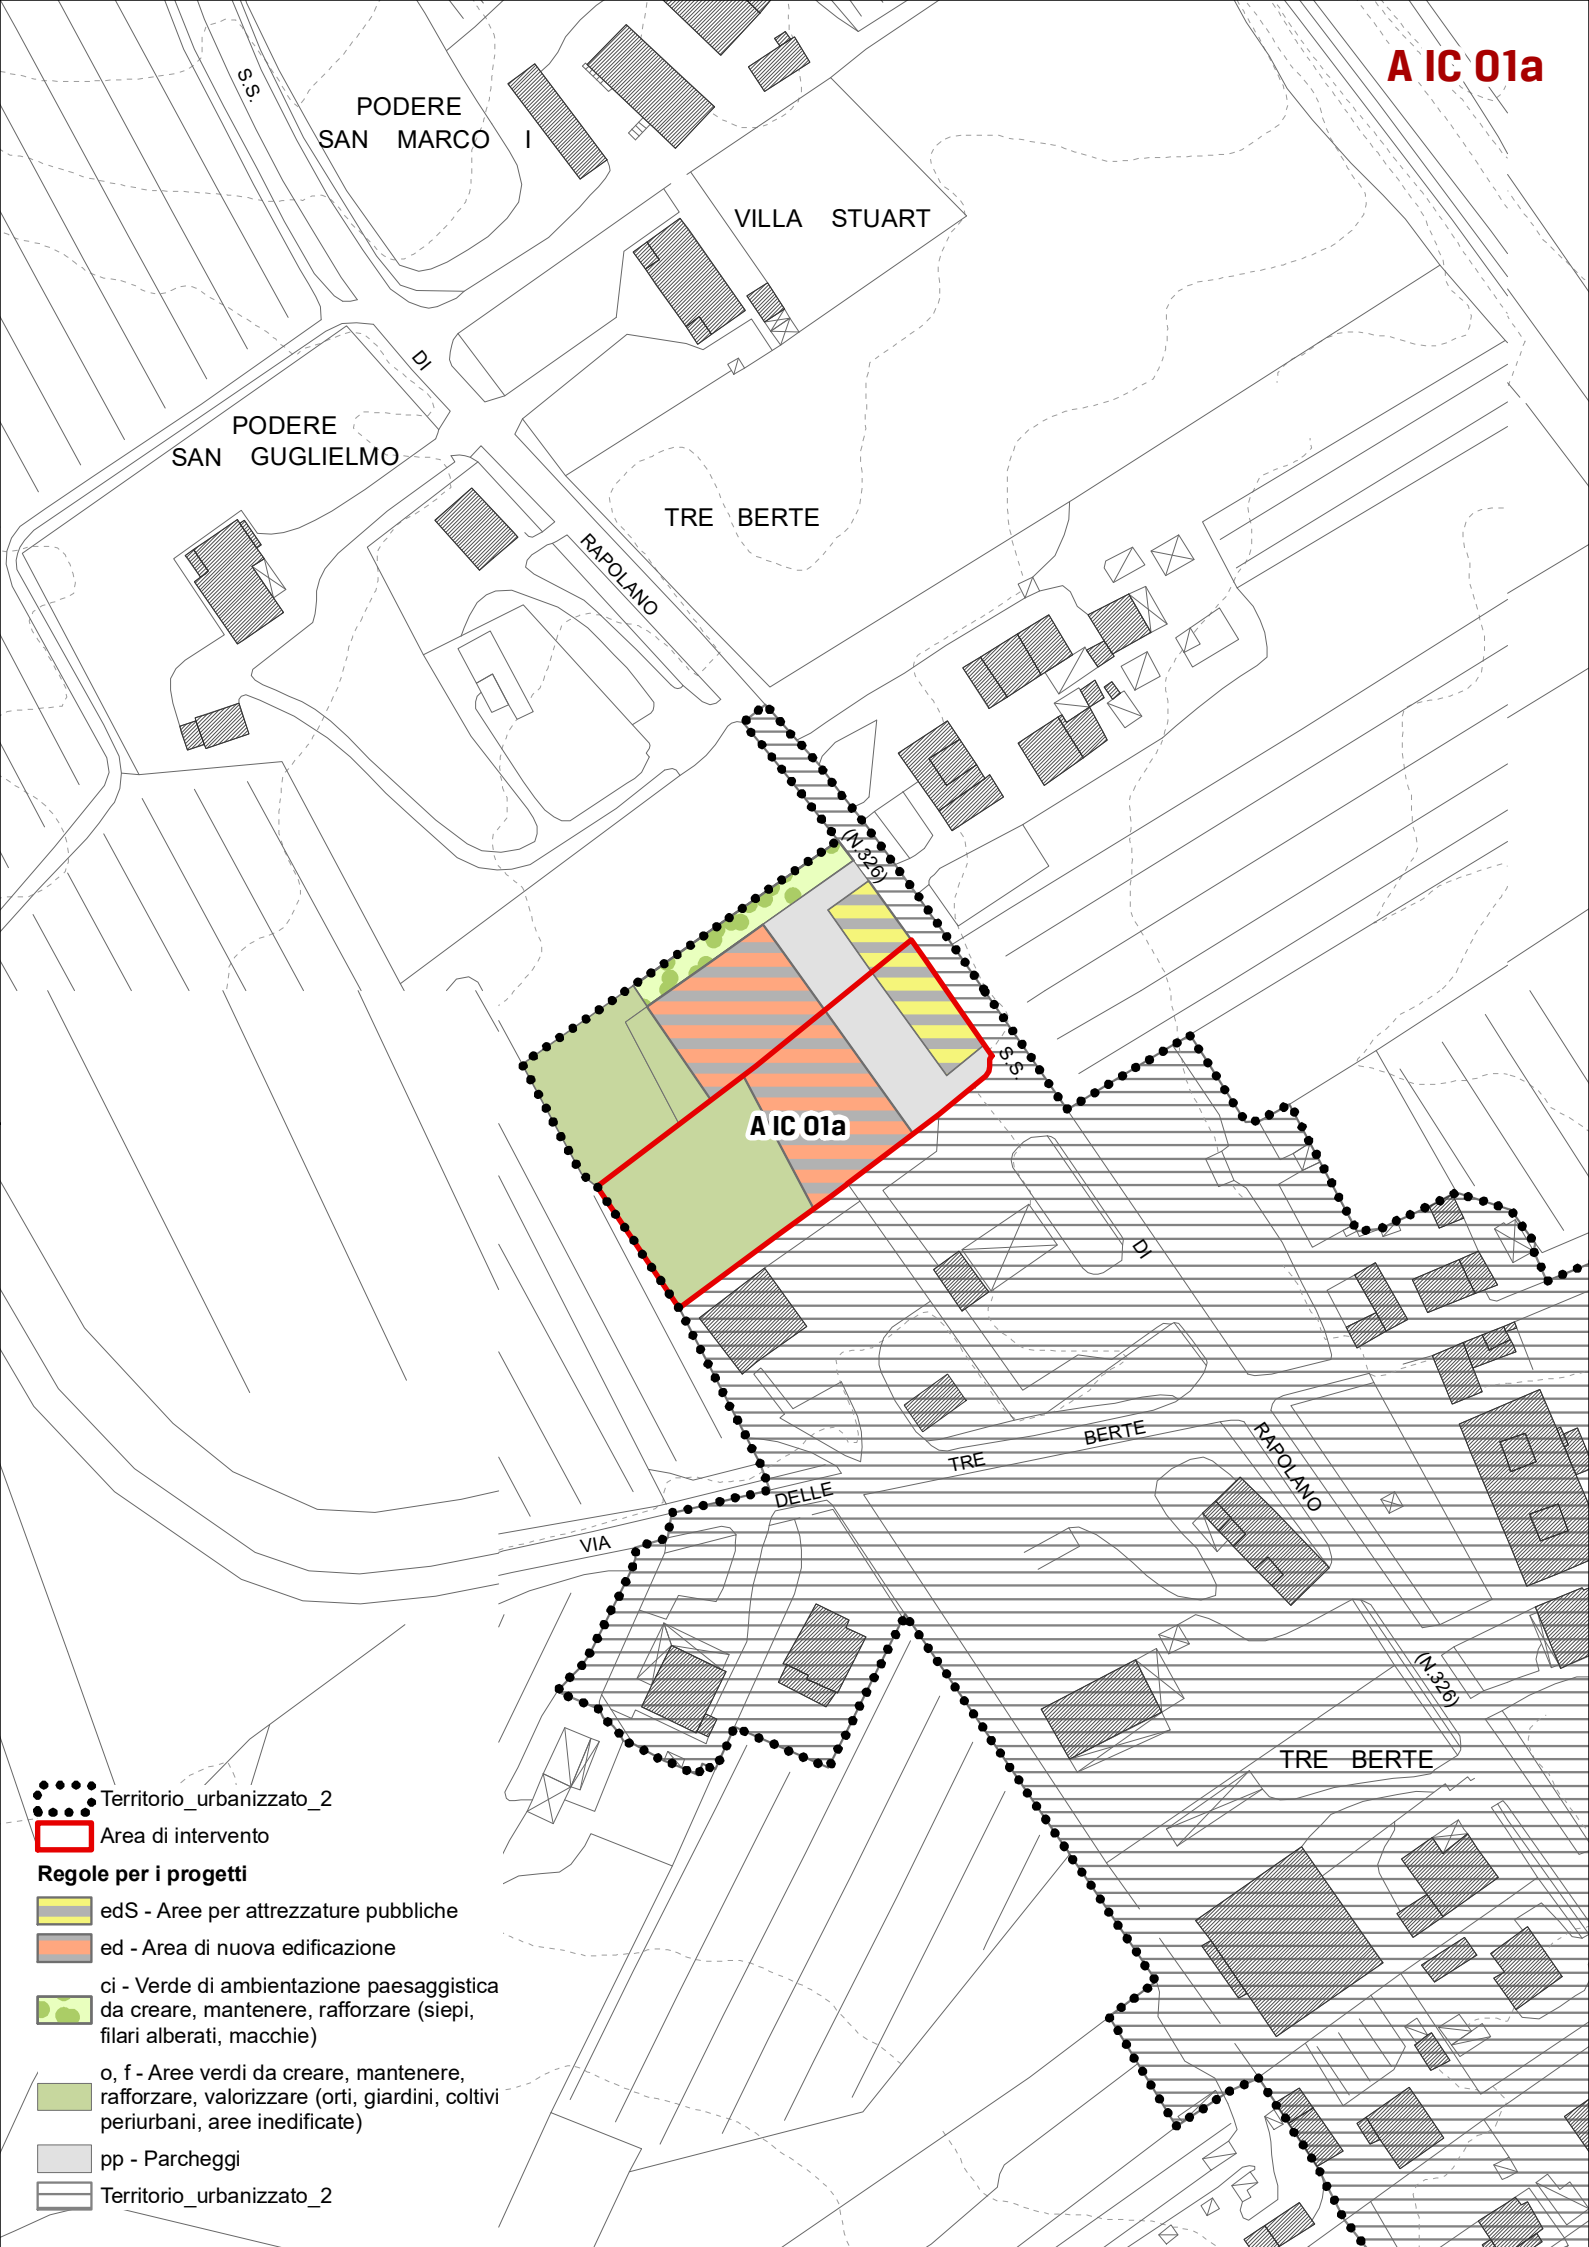 A IC 01a
S.S.
PODERE
SAN MARCO I
VILLA STUART
DI
PODERE
SAN GUGLIELMO
TRE BERTE
RAPOLANO
(N.326)
S.S.
A IC 01a
DI
BERTE
TRE
RAPOLANO
DELLE
VIA
(N.326)
TRE BERTE
Territorio_urbanizzato_2
Area di intervento
Regole per i progetti
edS - Aree per attrezzature pubbliche
ed - Area di nuova edificazione
ci - Verde di ambientazione paesaggistica
da creare, mantenere, rafforzare (siepi,
filari alberati, macchie)
o, f - Aree verdi da creare, mantenere,
rafforzare, valorizzare (orti, giardini, coltivi
periurbani, aree inedificate)
pp - Parcheggi
Territorio_urbanizzato_2